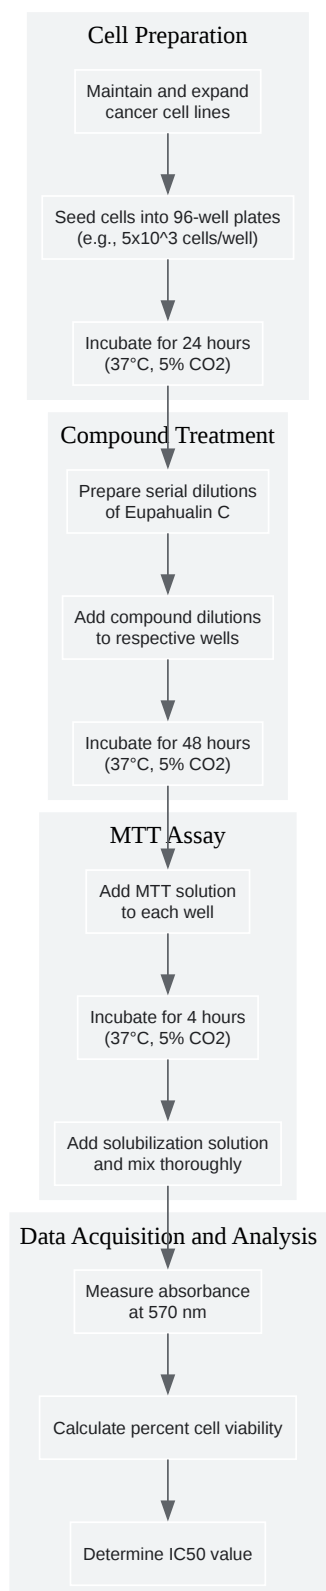 Cell Preparation
Maintain and expand
cancer cell lines
Seed cells into 96-well plates
(e.g., 5x10^3 cells/well)
Incubate for 24 hours
(37°C, 5% CO2)
Compound Treatment
Prepare serial dilutions
of Eupahualin C
Add compound dilutions
to respective wells
Incubate for 48 hours
(37°C, 5% CO2)
MTT Assay
Add MTT solution
to each well
Incubate for 4 hours
(37°C, 5% CO2)
Add solubilization solution
and mix thoroughly
Data Acquisition and Analysis
Measure absorbance
at 570 nm
Calculate percent cell viability
Determine IC50 value